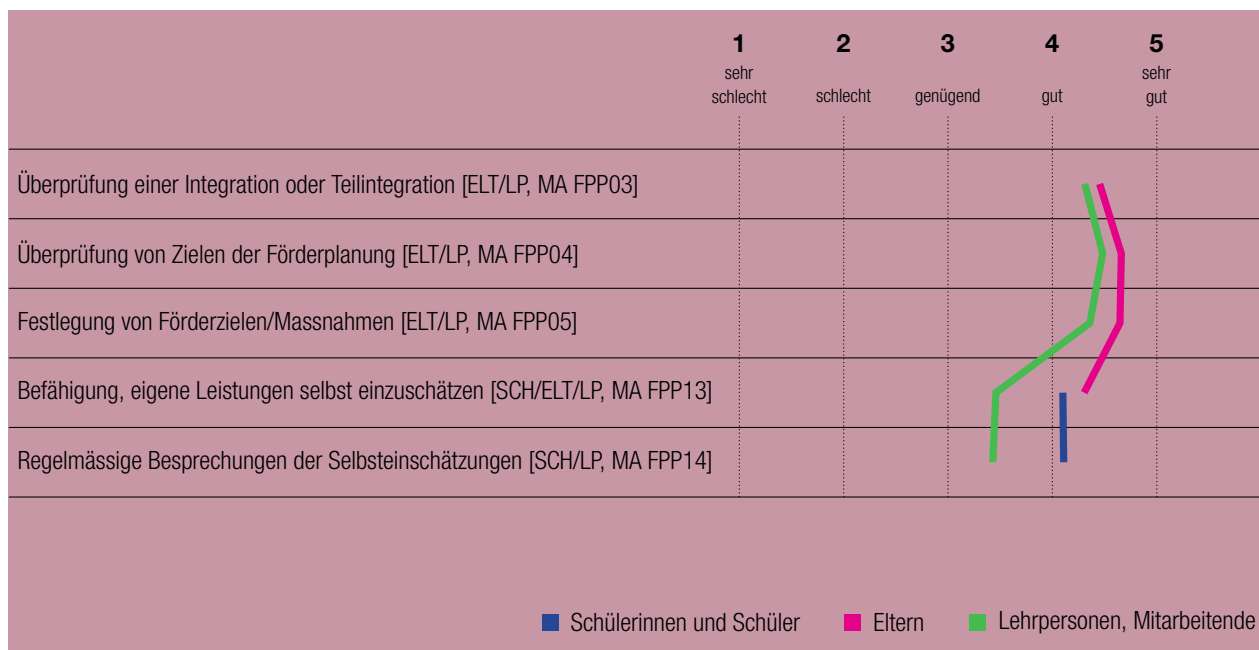 1 2 3 4 5
sehr sehr
schlecht schlecht genügend gut gut
Überprüfung einer Integration oder Teilintegration [ELT/LP, MA FPP03]
Überprüfung von Zielen der Förderplanung [ELT/LP, MA FPP04]
Festlegung von Förderzielen/Massnahmen [ELT/LP, MA FPP05]
Befähigung, eigene Leistungen selbst einzuschätzen [SCH/ELT/LP, MA FPP13]
Regelmässige Besprechungen der Selbsteinschätzungen [SCH/LP, MA FPP14]
Schülerinnen und Schüler Eltern Lehrpersonen, Mitarbeitende